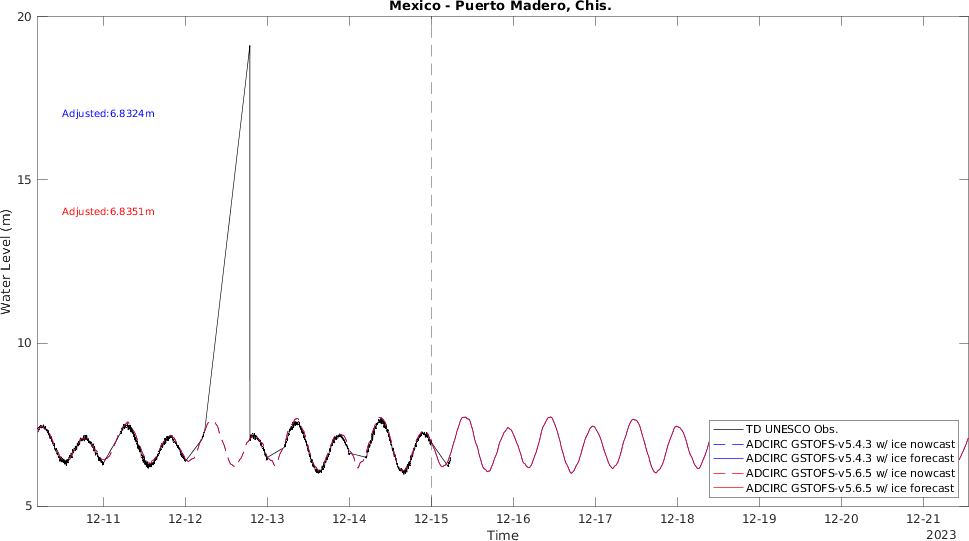 Mexico - Puerto Madero, Chis.
20
15
10
5
Water Level (m)
Adjusted:6.8324m
Adjusted:6.8351m
TD UNESCO Obs.
ADCIRC GSTOFS-v5.4.3 w/ ice nowcast
ADCIRC GSTOFS-v5.4.3 w/ ice forecast
ADCIRC GSTOFS-v5.6.5 w/ ice nowcast
ADCIRC GSTOFS-v5.6.5 w/ ice forecast
12-11 12-12 12-13 12-14 12-15 12-16 12-17 12-18 12-19 12-20 12-21
Time
2023